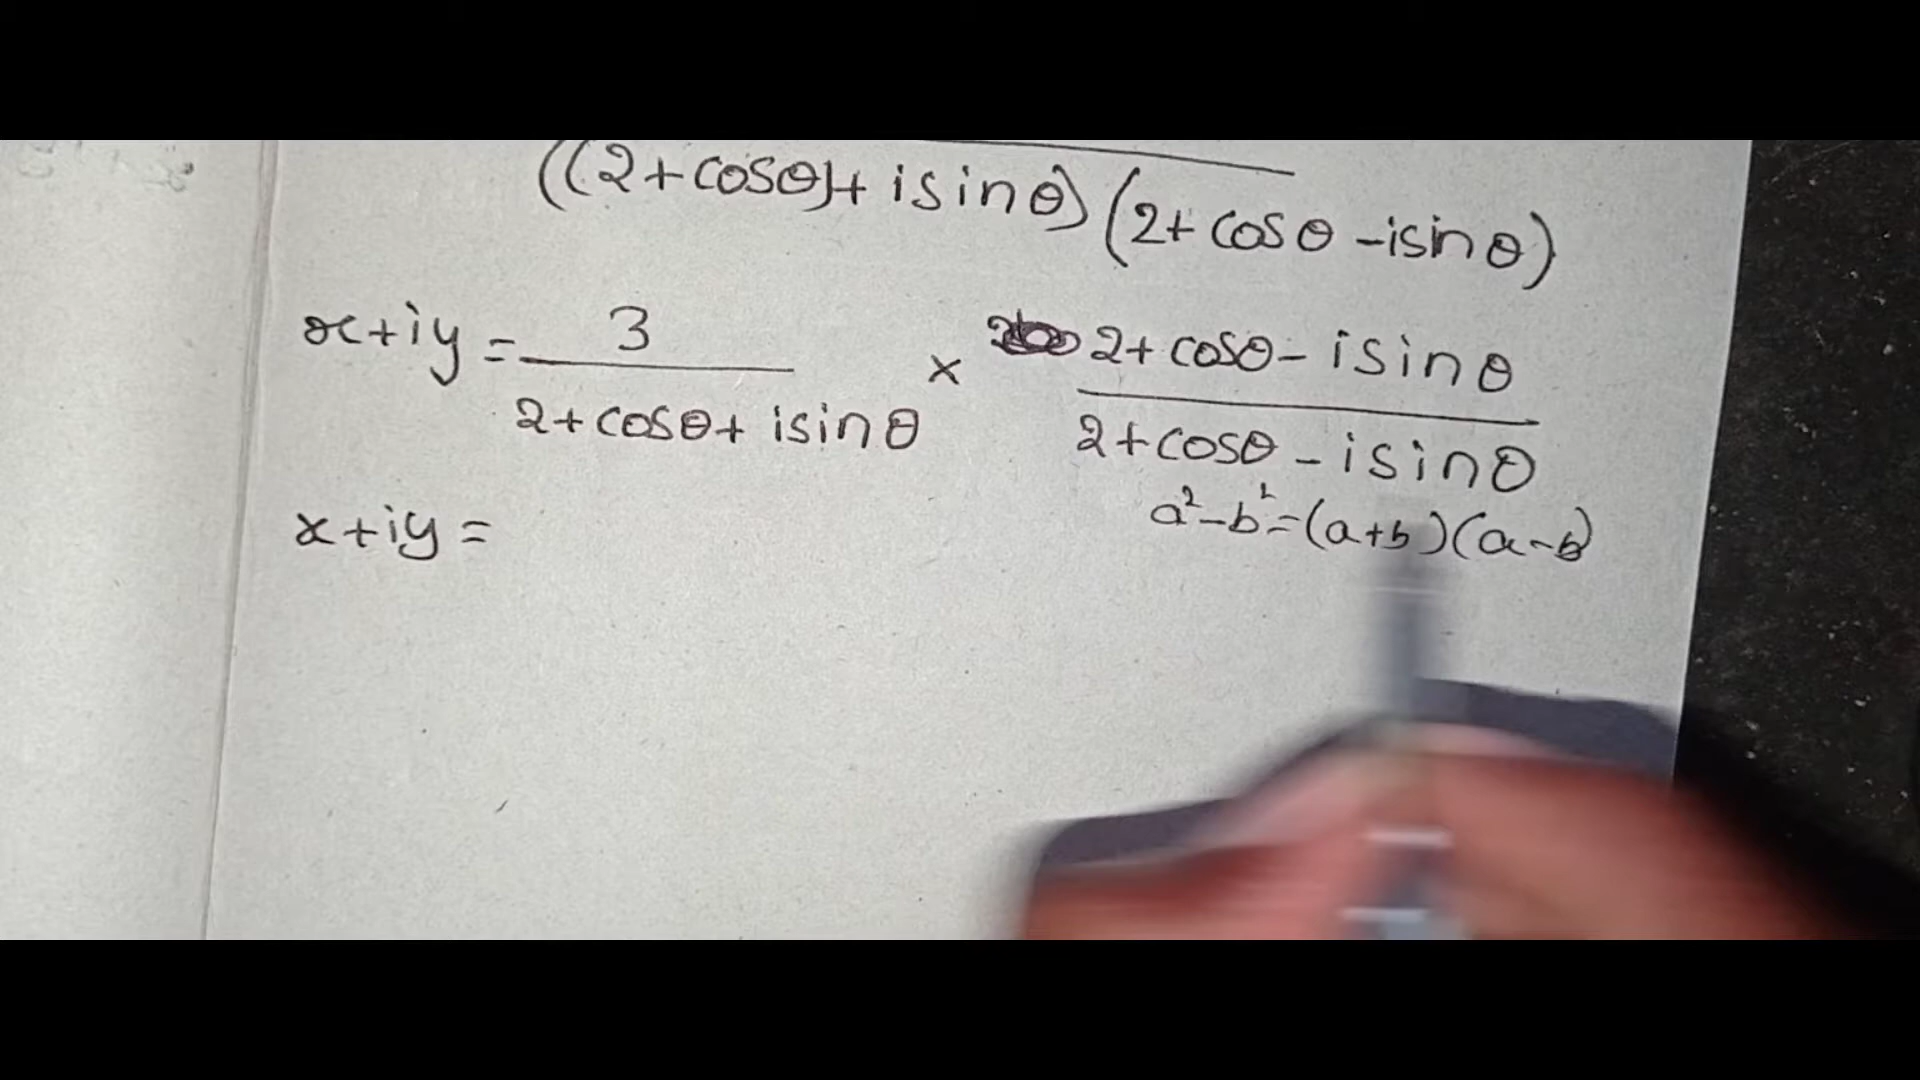 ((2+cosθ)+ isinθ) (2+ cosθ -isinθ)
x+iy = 3 / 2+cosθ+ isinθ × 2+ cosθ- isinθ / 2+cosθ - isinθ
a²-b²=(a+b)(a-b)
x+iy =